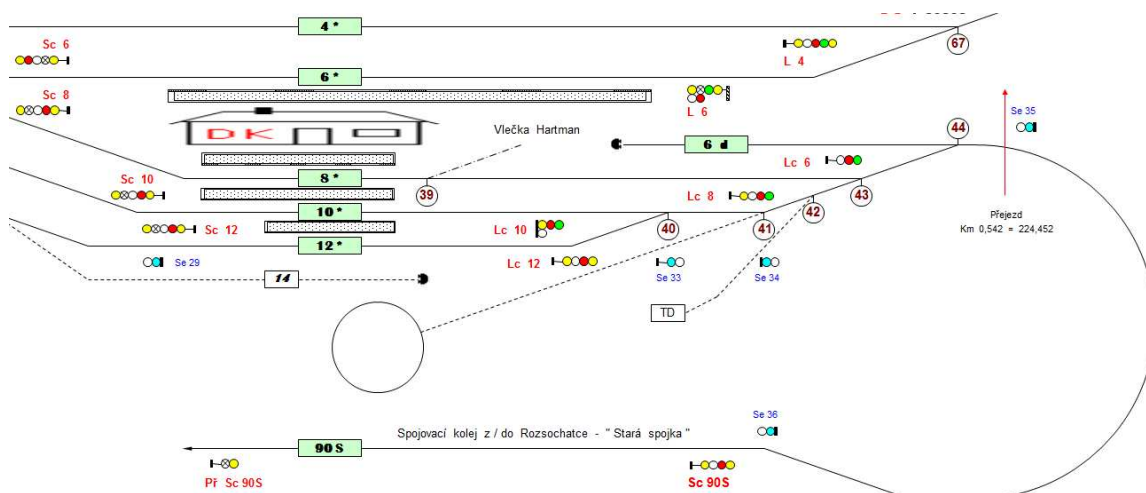 4 *
Sc 6
67
L 4
6 *
Sc 8
L 6
Se 35
DK
Vlečka Hartman
44
6 d
Lc 6
8 *
Sc 10
39
Lc 8
43
42
10 *
Přejezd
Km 0,542 = 224,452
Sc 12
Lc 10
40
41
12 *
Se 29
Lc 12
Se 33
Se 34
14
TD
Se 36
Spojovací kolej z / do Rozsochatce - " Stará spojka "
90 S
Př Sc 90S
Sc 90S